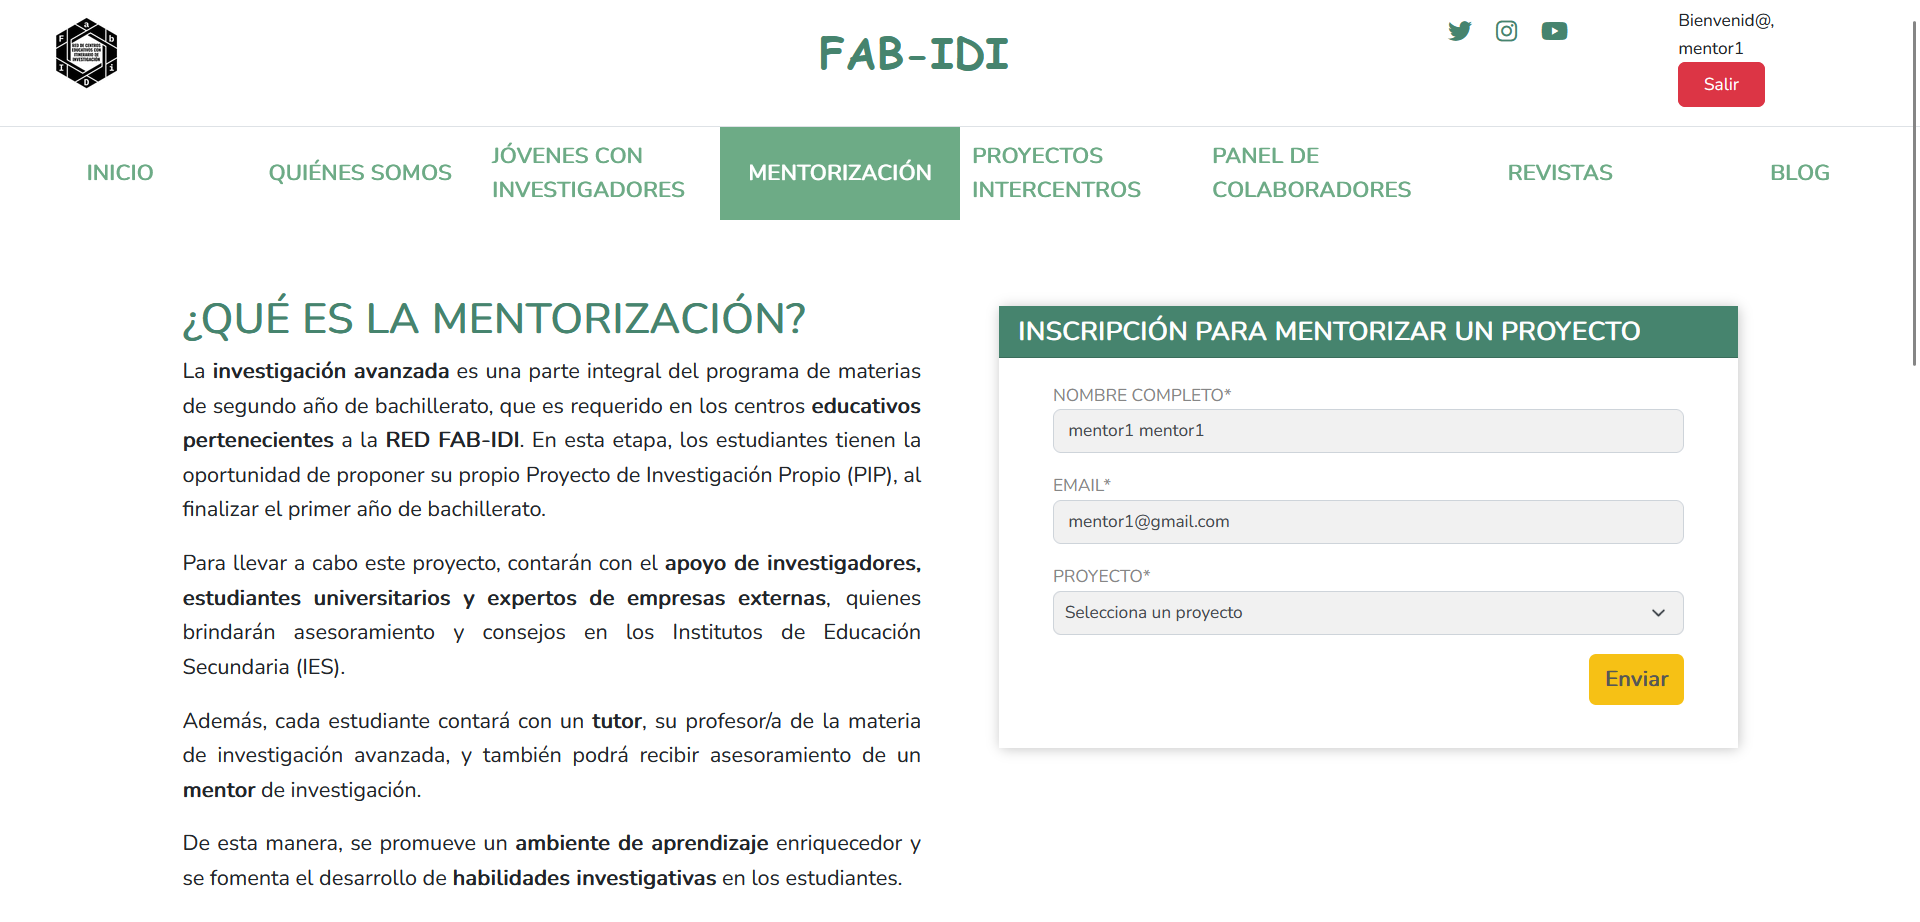 F a b
RED DE CENTROS
EDUCATIVOS CON
ITINERARIO DE
INVESTIGACIÓN
I D i
FAB-IDI
Bienvenid@,
mentor1
Salir
INICIO
QUIÉNES SOMOS
JÓVENES CON
INVESTIGADORES
MENTORIZACIÓN
PROYECTOS
INTERCENTROS
PANEL DE
COLABORADORES
REVISTAS
BLOG
¿QUÉ ES LA MENTORIZACIÓN?
La investigación avanzada es una parte integral del programa de materias
de segundo año de bachillerato, que es requerido en los centros educativos
pertenecientes a la RED FAB-IDI. En esta etapa, los estudiantes tienen la
oportunidad de proponer su propio Proyecto de Investigación Propio (PIP), al
finalizar el primer año de bachillerato.
Para llevar a cabo este proyecto, contarán con el apoyo de investigadores,
estudiantes universitarios y expertos de empresas externas, quienes
brindarán asesoramiento y consejos en los Institutos de Educación
Secundaria (IES).
Además, cada estudiante contará con un tutor, su profesor/a de la materia
de investigación avanzada, y también podrá recibir asesoramiento de un
mentor de investigación.
De esta manera, se promueve un ambiente de aprendizaje enriquecedor y
se fomenta el desarrollo de habilidades investigativas en los estudiantes.
INSCRIPCIÓN PARA MENTORIZAR UN PROYECTO
NOMBRE COMPLETO*
mentor1 mentor1
EMAIL*
mentor1@gmail.com
PROYECTO*
Selecciona un proyecto
Enviar